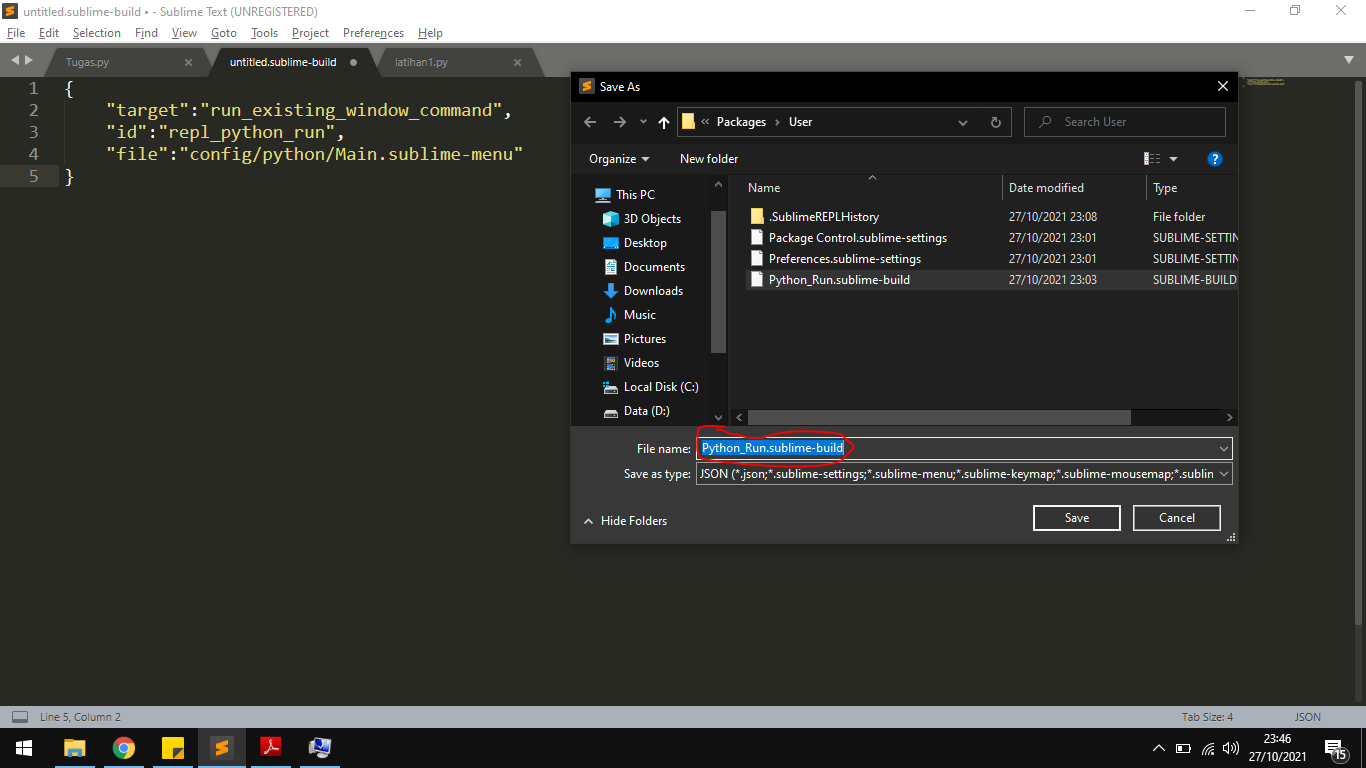 untitled.sublime-build • - Sublime Text (UNREGISTERED)
File Edit Selection Find View Goto Tools Project Preferences Help
Tugas.py untitled.sublime-build latihan1.py
1 {
2 "target":"run_existing_window_command",
3 "id":"repl_python_run",
4 "file":"config/python/Main.sublime-menu"
5 }
Save As
« Packages › User
Search User
Organize New folder
Name Date modified Type
.SublimeREPLHistory 27/10/2021 23:08 File folder
Package Control.sublime-settings 27/10/2021 23:01 SUBLIME-SETTIN
Preferences.sublime-settings 27/10/2021 23:01 SUBLIME-SETTIN
Python_Run.sublime-build 27/10/2021 23:03 SUBLIME-BUILD
This PC
3D Objects
Desktop
Documents
Downloads
Music
Pictures
Videos
Local Disk (C:)
Data (D:)
File name: Python_Run.sublime-build
Save as type: JSON (*.json;*.sublime-settings;*.sublime-menu;*.sublime-keymap;*.sublime-mousemap;*.sublin
Hide Folders Save Cancel
Line 5, Column 2 Tab Size: 4 JSON
23:46
27/10/2021
15